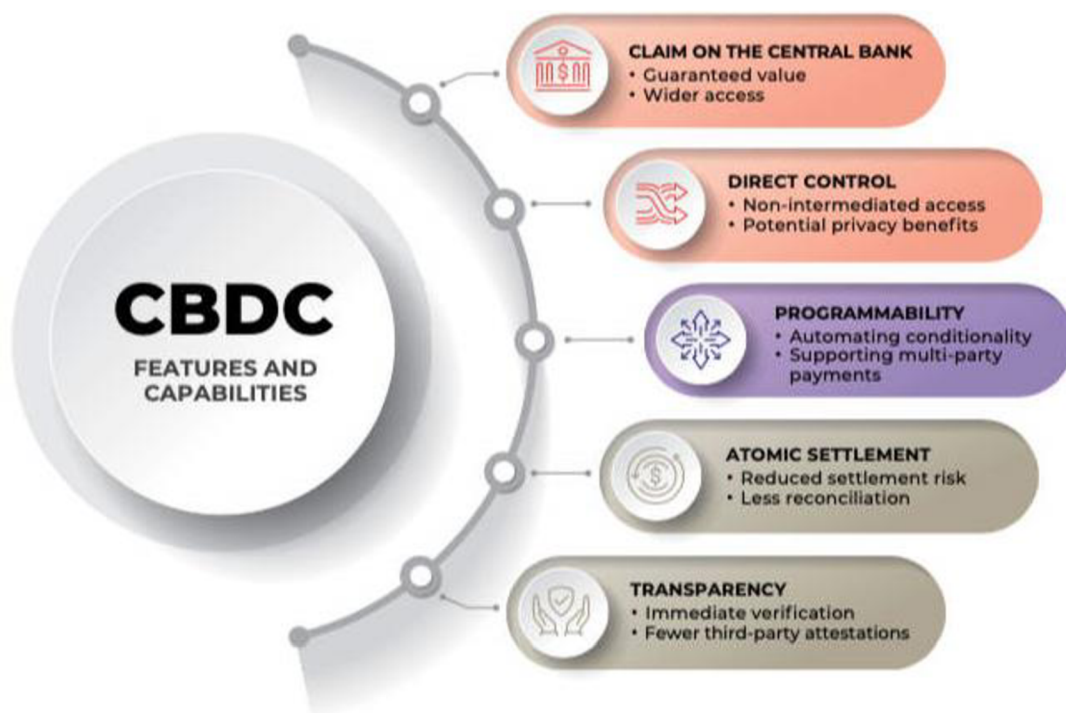 CBDC
FEATURES AND
CAPABILITIES
CLAIM ON THE CENTRAL BANK
• Guaranteed value
• Wider access
DIRECT CONTROL
• Non-intermediated access
• Potential privacy benefits
PROGRAMMABILITY
• Automating conditionality
• Supporting multi-party
payments
ATOMIC SETTLEMENT
• Reduced settlement risk
• Less reconciliation
TRANSPARENCY
• Immediate verification
• Fewer third-party attestations